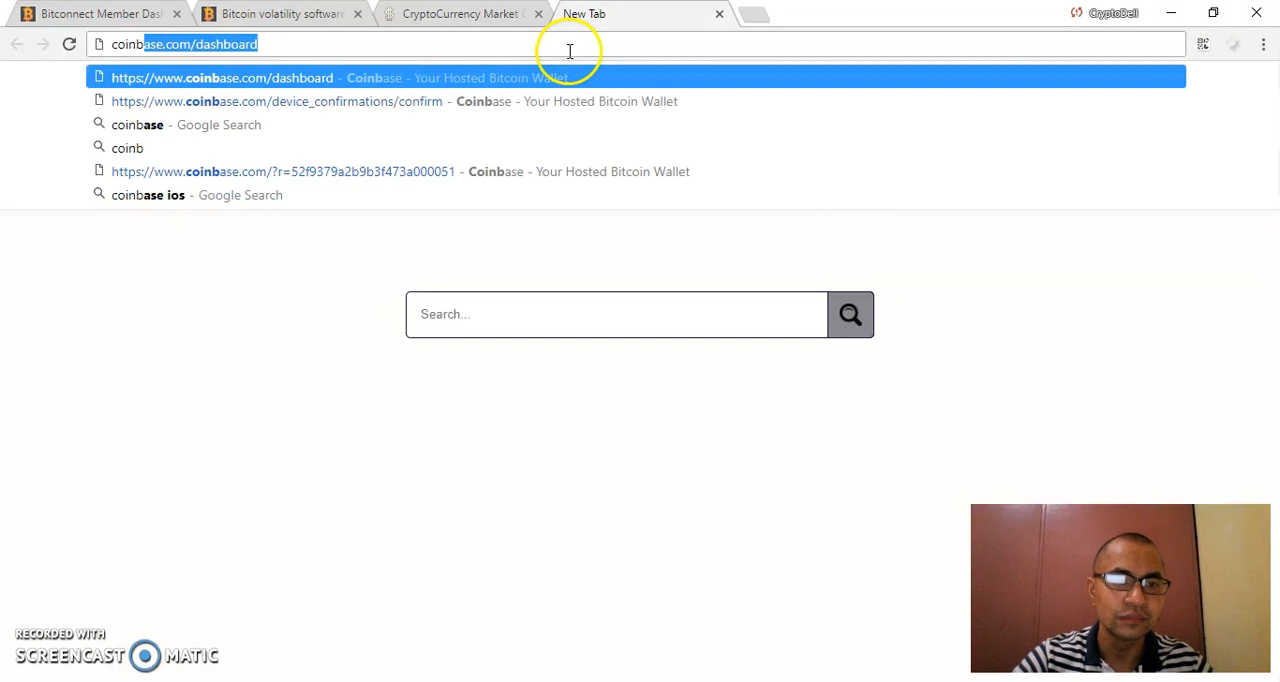 Bitconnect Member Das
Bitcoin volatility software
CryptoCurrency Market C
New Tab
CryptoDell
coinbase.com/dashboard
https://www.coinbase.com/dashboard - Coinbase - Your Hosted Bitcoin Wallet
https://www.coinbase.com/device_confirmations/confirm - Coinbase - Your Hosted Bitcoin Wallet
coinbase - Google Search
coinb
https://www.coinbase.com/?r=52f9379a2b9b3f473a000051 - Coinbase - Your Hosted Bitcoin Wallet
coinbase ios - Google Search
Search...
RECORDED WITH
SCREENCAST MATIC